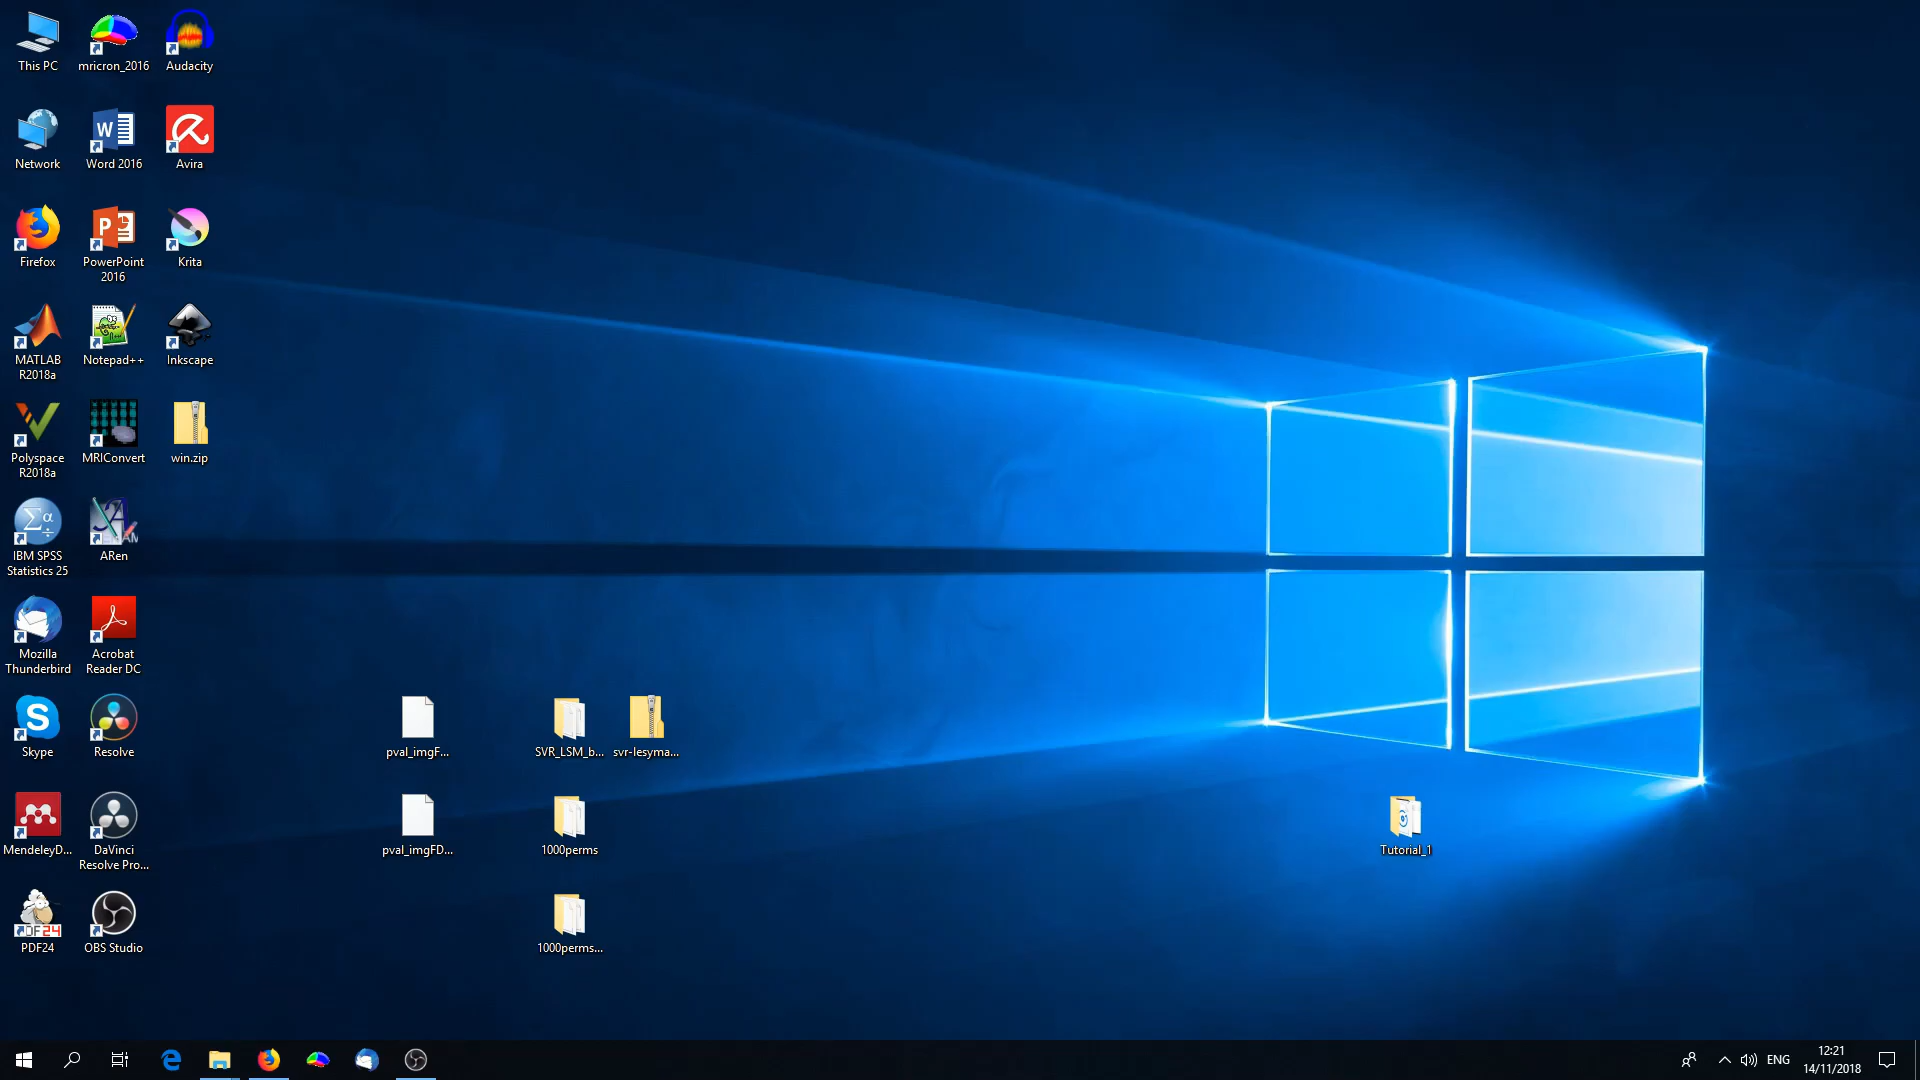 This PC
mricron_2016
Audacity
Network
Word 2016
Avira
Firefox
PowerPoint
2016
Krita
MATLAB
R2018a
Notepad++
Inkscape
Polyspace
R2018a
MRIConvert
win.zip
IBM SPSS
Statistics 25
ARen
Mozilla
Thunderbird
Acrobat
Reader DC
Skype
Resolve
pval_imgF...
SVR_LSM_b...
svr-lesyma...
MendeleyD...
DaVinci
Resolve Pro...
pval_imgFD...
1000perms
Tutorial_1
PDF24
OBS Studio
1000perms...
ENG
12:21
14/11/2018